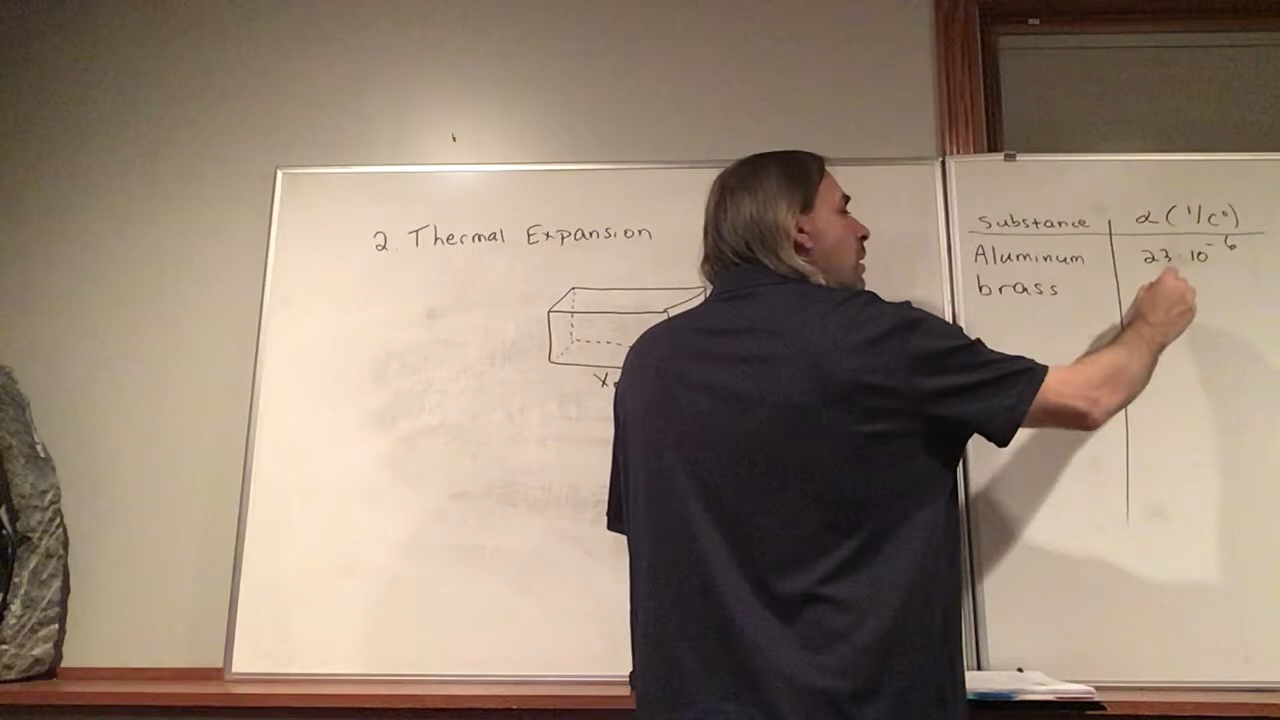 2. Thermal Expansion
X
Substance α (1/C°)
Aluminum 23·10⁻⁶
brass